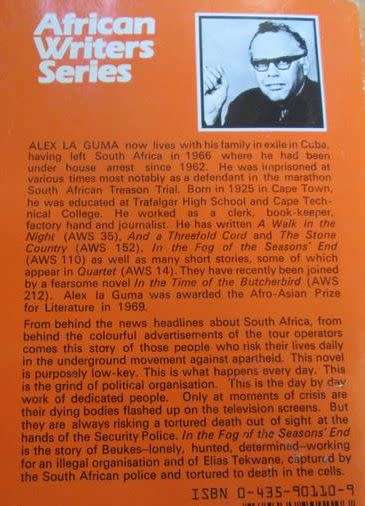 African
Writers
Series
ALEX LA GUMA now lives with his family in exile in Cuba,
having left South Africa in 1966 where he had been
under house arrest since 1962. He was imprisoned at
various times most notably as a defendant in the marathon
South African Treason Trial. Born in 1925 in Cape Town,
he was educated at Trafalgar High School and Cape Tech-
nical College. He worked as a clerk, book-keeper,
factory hand and journalist. He has written A Walk in the
Night (AWS 35), And a Threefold Cord and The Stone
Country (AWS 152), In the Fog of the Seasons' End
(AWS 110) as well as many short stories, some of which
appear in Quartet (AWS 14). They have recently been joined
by a fearsome novel In the Time of the Butcherbird (AWS
212). Alex la Guma was awarded the Afro-Asian Prize
for Literature in 1969.
From behind the news headlines about South Africa, from
behind the colourful advertisements of the tour operators
comes this story of those people who risk their lives daily
in the underground movement against apartheid. This novel
is purposely low-key. This is what happens every day. This
is the grind of political organisation. This is the day by day
work of dedicated people. Only at moments of crisis are
their dying bodies flashed up on the television screens. But
they are always risking a tortured death out of sight at the
hands of the Security Police. In the Fog of the Seasons' End
is the story of Beukes–lonely, hunted, determined–working
for an illegal organisation and of Elias Tekwane, captured by
the South African police and tortured to death in the cells.
ISBN 0-435-90110-9